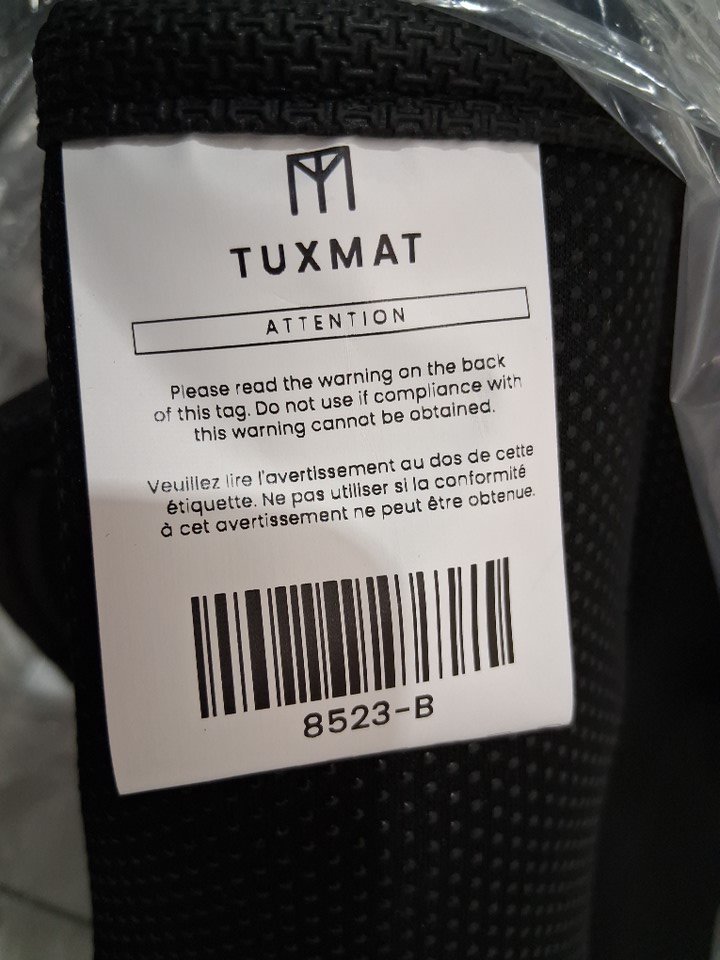 TUXMAT
ATTENTION
Please read the warning on the back
of this tag. Do not use if compliance with
this warning cannot be obtained.
Veuillez lire l'avertissement au dos de cette
étiquette. Ne pas utiliser si la conformité
à cet avertissement ne peut être obtenue.
8523-B